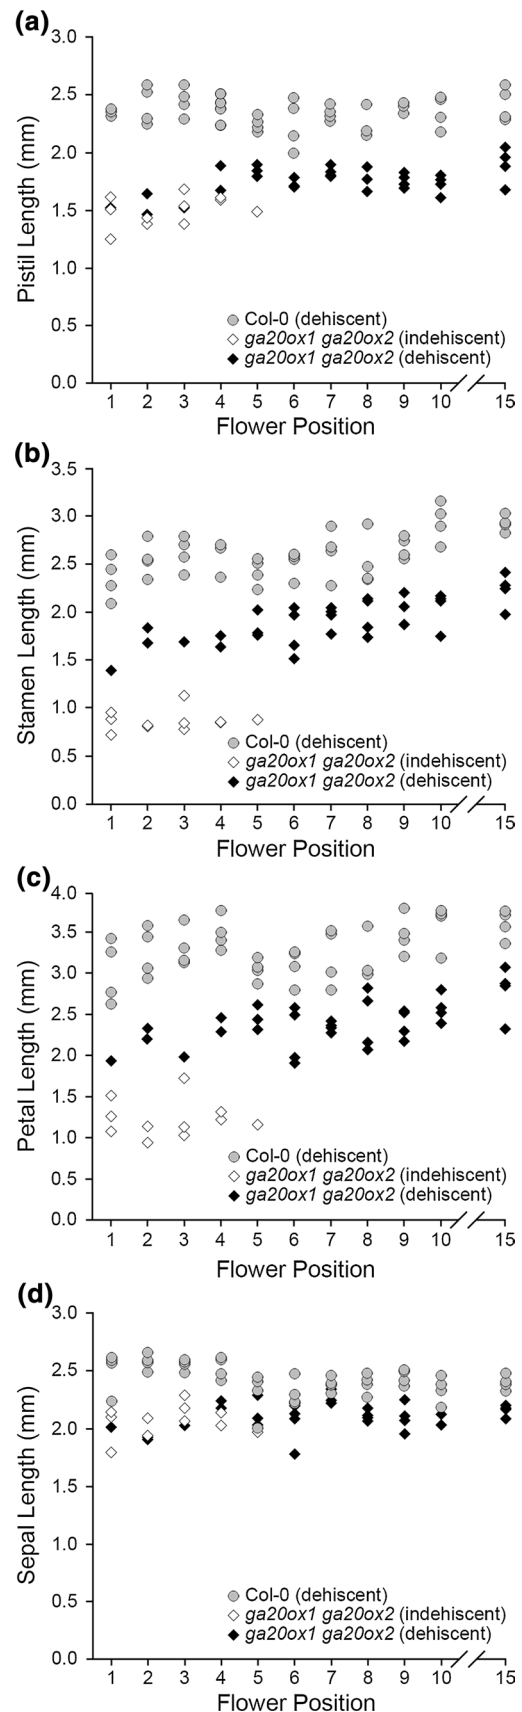 (a)
3.0
2.5
2.0
1.5
1.0
0.5
0.0
Pistil Length (mm)
Col-0 (dehiscent)
ga20ox1 ga20ox2 (indehiscent)
ga20ox1 ga20ox2 (dehiscent)
1 2 3 4 5 6 7 8 9 10 15
Flower Position
(b)
3.5
3.0
2.5
2.0
1.5
1.0
0.5
0.0
Stamen Length (mm)
Col-0 (dehiscent)
ga20ox1 ga20ox2 (indehiscent)
ga20ox1 ga20ox2 (dehiscent)
1 2 3 4 5 6 7 8 9 10 15
Flower Position
(c)
4.0
3.5
3.0
2.5
2.0
1.5
1.0
0.5
0.0
Petal Length (mm)
Col-0 (dehiscent)
ga20ox1 ga20ox2 (indehiscent)
ga20ox1 ga20ox2 (dehiscent)
1 2 3 4 5 6 7 8 9 10 15
Flower Position
(d)
3.0
2.5
2.0
1.5
1.0
0.5
0.0
Sepal Length (mm)
Col-0 (dehiscent)
ga20ox1 ga20ox2 (indehiscent)
ga20ox1 ga20ox2 (dehiscent)
1 2 3 4 5 6 7 8 9 10 15
Flower Position